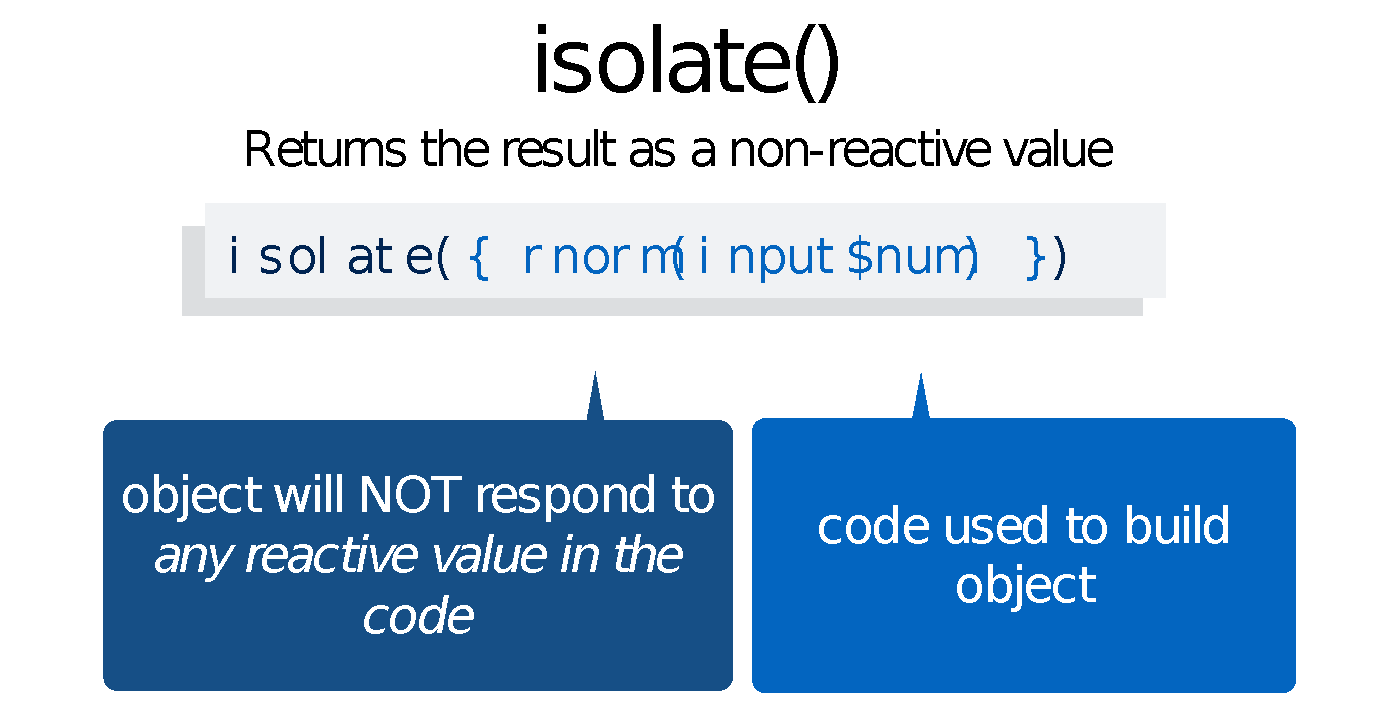 isolate()
Returns the result as a non-reactive value
isolate({ rnorm(input$num) })
object will NOT respond to
any reactive value in the
code
code used to build
object